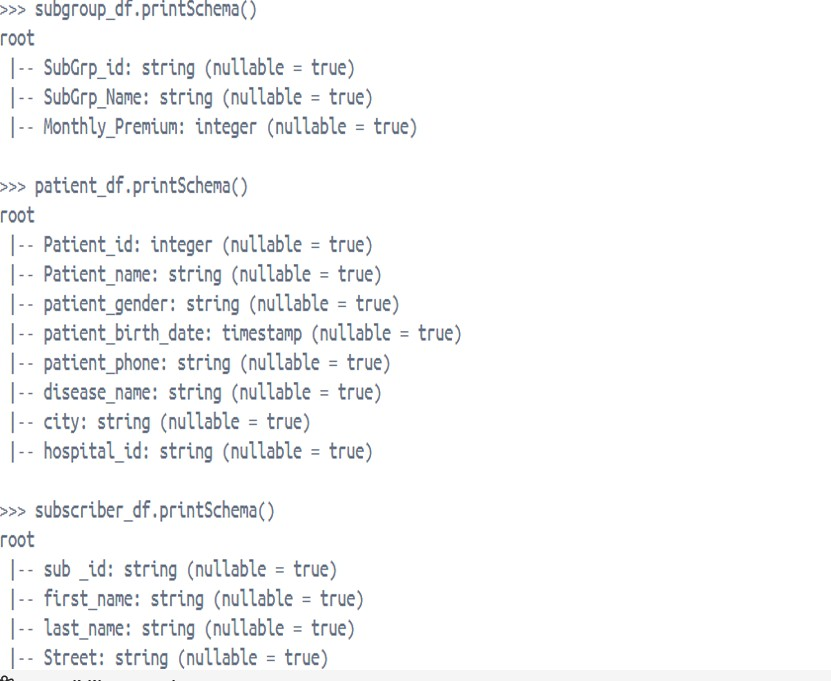 >>> subgroup_df.printSchema()
root
|-- SubGrp_id: string (nullable = true)
|-- SubGrp_Name: string (nullable = true)
|-- Monthly_Premium: integer (nullable = true)
>>> patient_df.printSchema()
root
|-- Patient_id: integer (nullable = true)
|-- Patient_name: string (nullable = true)
|-- patient_gender: string (nullable = true)
|-- patient_birth_date: timestamp (nullable = true)
|-- patient_phone: string (nullable = true)
|-- disease_name: string (nullable = true)
|-- city: string (nullable = true)
|-- hospital_id: string (nullable = true)
>>> subscriber_df.printSchema()
root
|-- sub _id: string (nullable = true)
|-- first_name: string (nullable = true)
|-- last_name: string (nullable = true)
|-- Street: string (nullable = true)